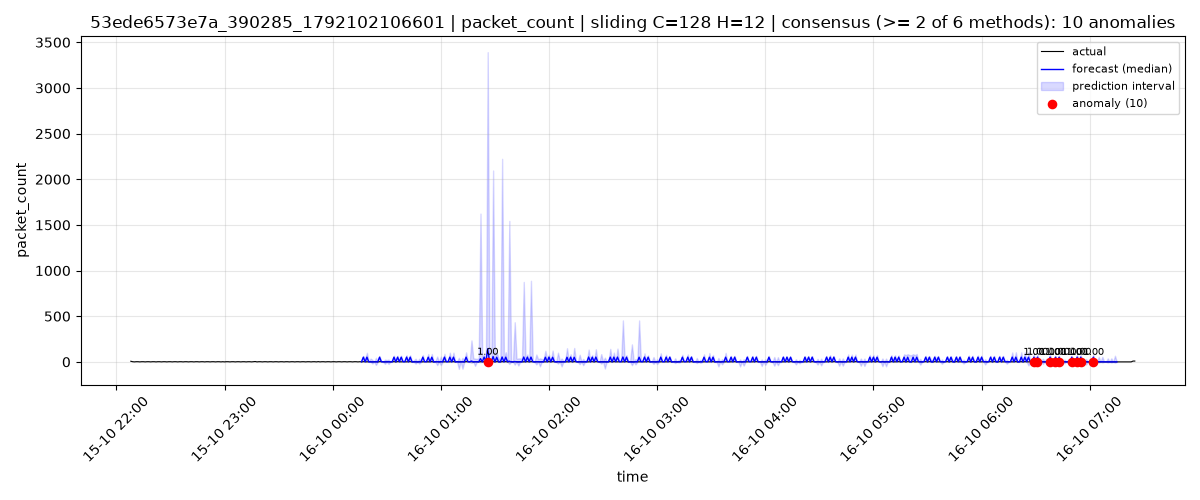 53ede6573e7a_390285_1792102106601 | packet_count | sliding C=128 H=12 | consensus (>= 2 of 6 methods): 10 anomalies
3500
3000
2500
2000
1500
1000
500
0
packet_count
actual
forecast (median)
prediction interval
anomaly (10)
1.00
15-10 22:00
15-10 23:00
16-10 00:00
16-10 01:00
16-10 02:00
16-10 03:00
16-10 04:00
16-10 05:00
16-10 06:00
16-10 07:00
time